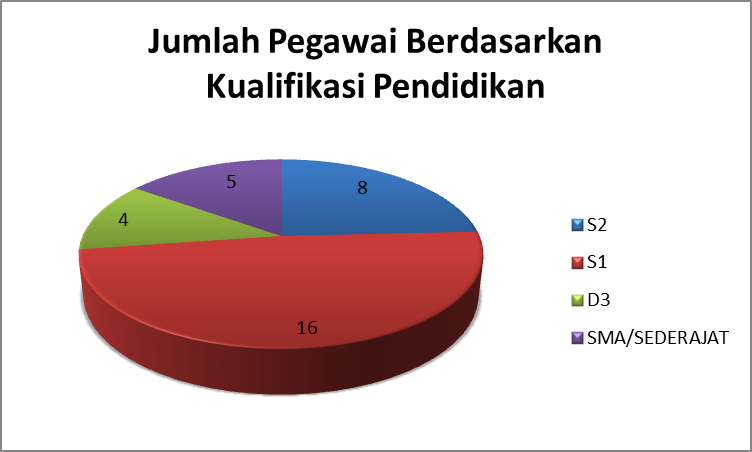 Jumlah Pegawai Berdasarkan
Kualifikasi Pendidikan
5
8
4
16
S2
S1
D3
SMA/SEDERAJAT